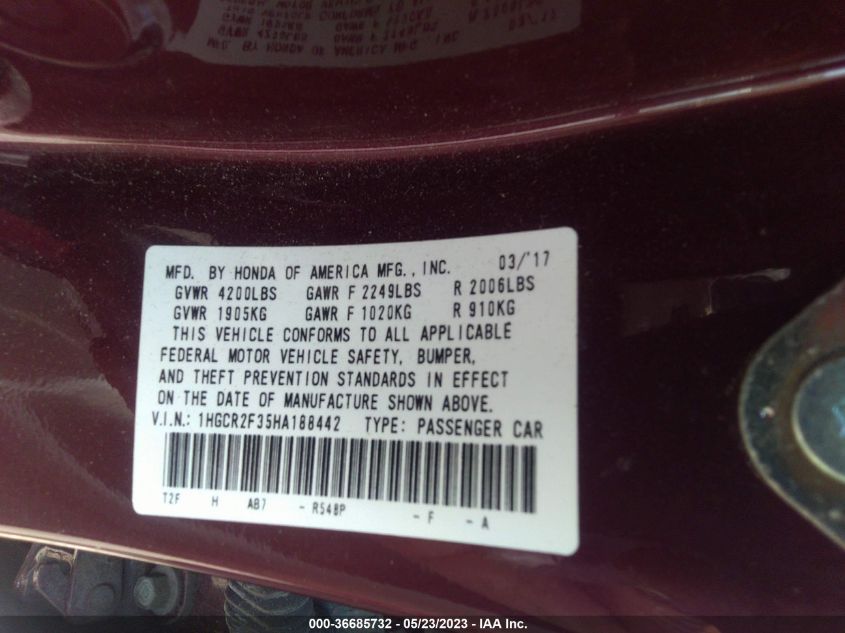 MFD. BY HONDA OF AMERICA MFG., INC. 03/'17
GVWR 4200LBS GAWR F 2249LBS R 2006LBS
GVWR 1905KG GAWR F 1020KG R 910KG
THIS VEHICLE CONFORMS TO ALL APPLICABLE
FEDERAL MOTOR VEHICLE SAFETY, BUMPER,
AND THEFT PREVENTION STANDARDS IN EFFECT
ON THE DATE OF MANUFACTURE SHOWN ABOVE.
V.I.N.: 1HGCR2F35HA188442 TYPE: PASSENGER CAR
T2F H AB7 - R548P - F - A
000-36685732 - 05/23/2023 - IAA Inc.